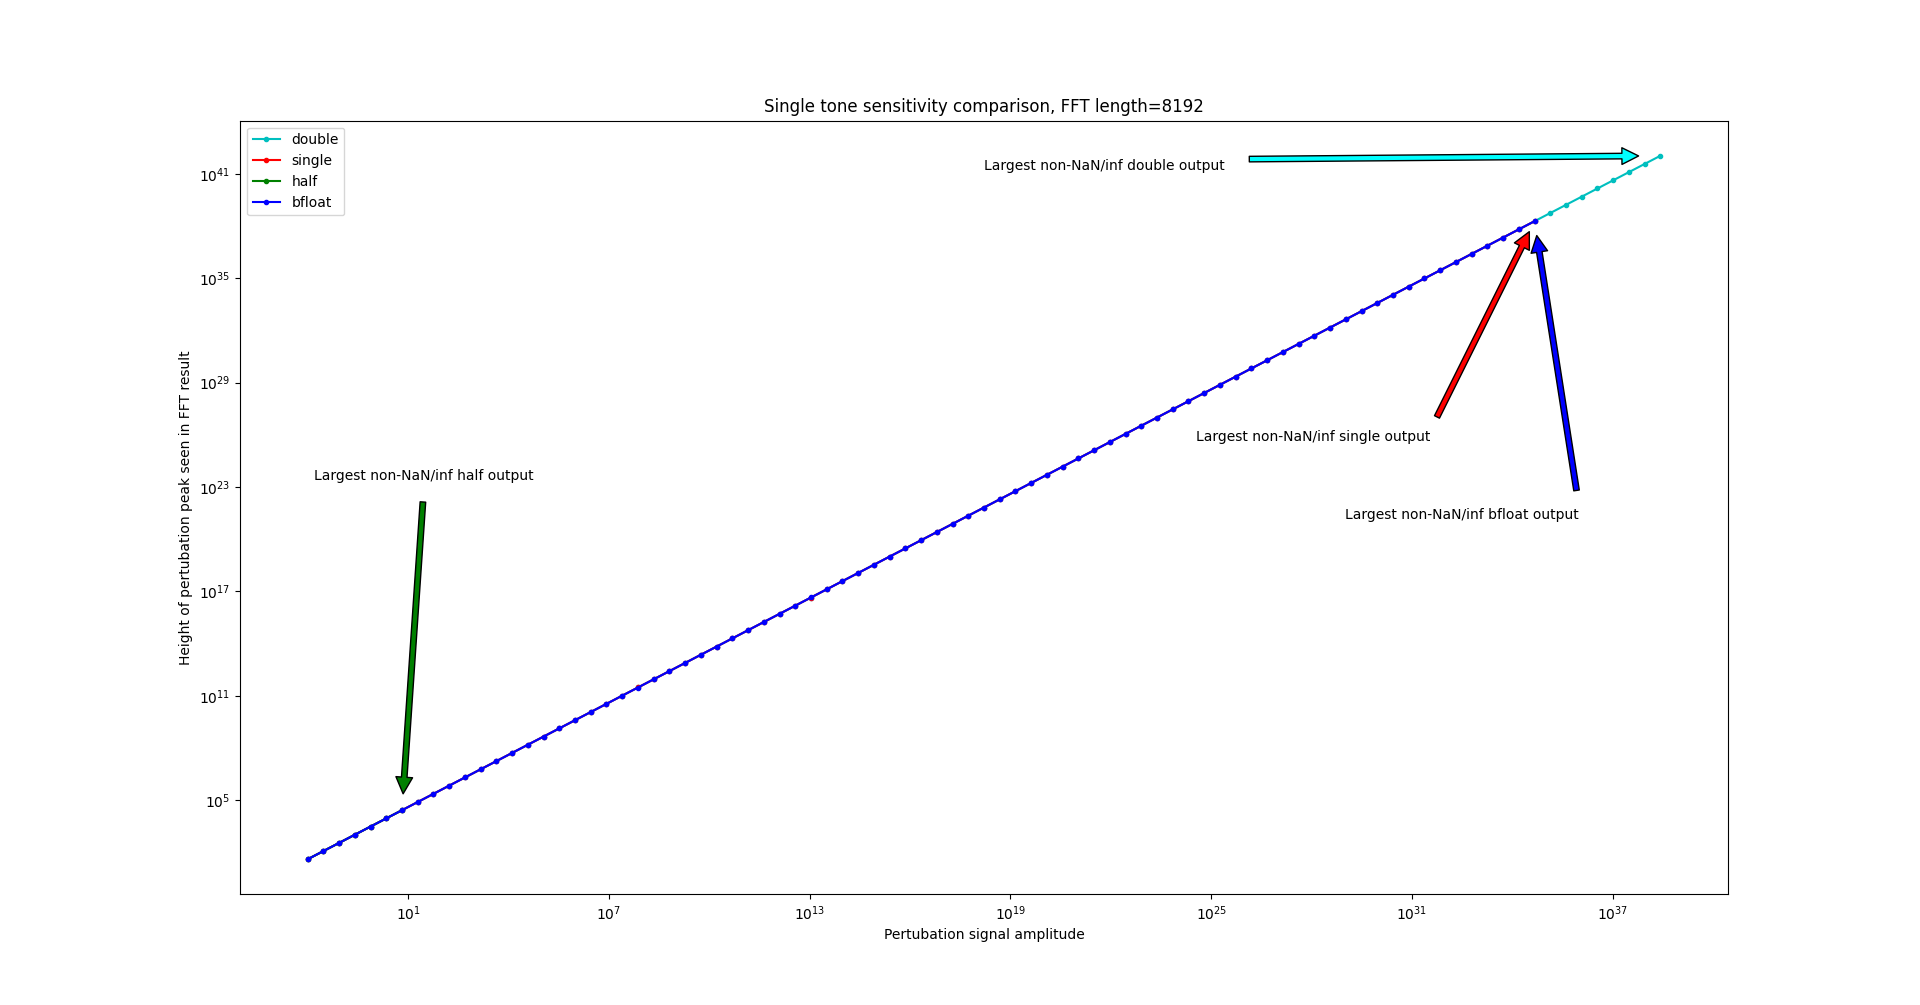 Single tone sensitivity comparison, FFT length=8192
double
single
half
bfloat
Largest non-NaN/inf double output
Largest non-NaN/inf single output
Largest non-NaN/inf half output
Largest non-NaN/inf bfloat output
Height of pertubation peak seen in FFT result
10^41
10^35
10^29
10^23
10^17
10^11
10^5
10^1 10^7 10^13 10^19 10^25 10^31 10^37
Pertubation signal amplitude